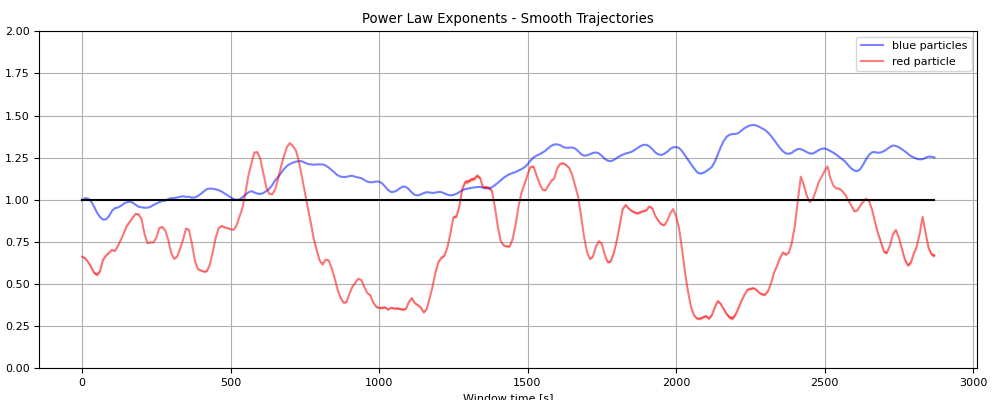 Power Law Exponents - Smooth Trajectories
2.00
1.75
1.50
1.25
1.00
0.75
0.50
0.25
0.00
blue particles
red particle
0 500 1000 1500 2000 2500 3000
Window time [s]